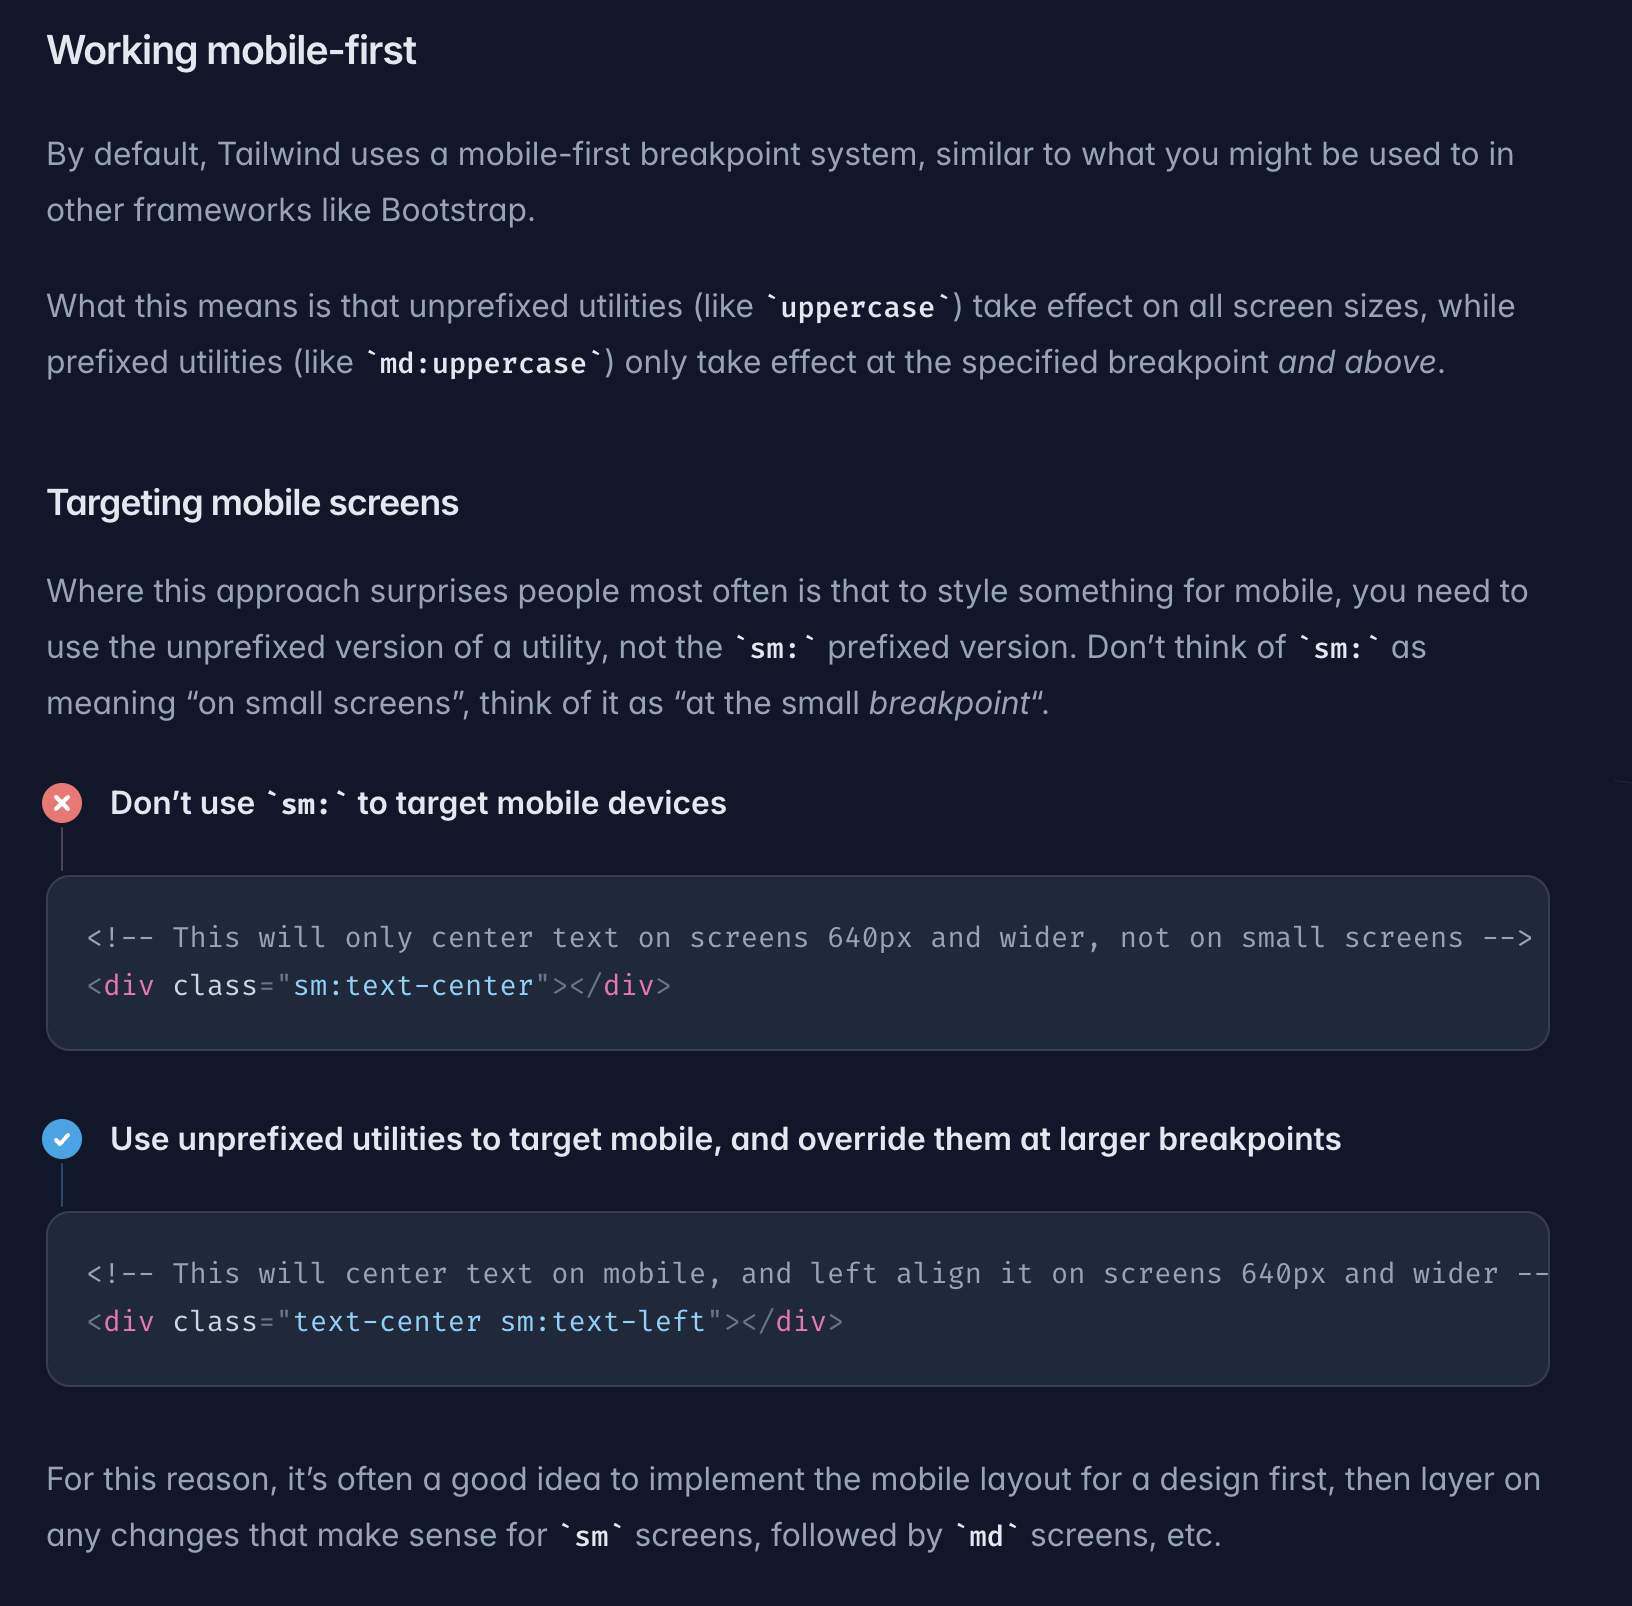 Working mobile-first
By default, Tailwind uses a mobile-first breakpoint system, similar to what you might be used to in
other frameworks like Bootstrap.
What this means is that unprefixed utilities (like `uppercase`) take effect on all screen sizes, while
prefixed utilities (like `md:uppercase`) only take effect at the specified breakpoint and above.
Targeting mobile screens
Where this approach surprises people most often is that to style something for mobile, you need to
use the unprefixed version of a utility, not the `sm:` prefixed version. Don’t think of `sm:` as
meaning “on small screens”, think of it as “at the small breakpoint“.
Don’t use `sm:` to target mobile devices
<!-- This will only center text on screens 640px and wider, not on small screens -->
<div class="sm:text-center"></div>
Use unprefixed utilities to target mobile, and override them at larger breakpoints
<!-- This will center text on mobile, and left align it on screens 640px and wider --
<div class="text-center sm:text-left"></div>
For this reason, it’s often a good idea to implement the mobile layout for a design first, then layer on
any changes that make sense for `sm` screens, followed by `md` screens, etc.